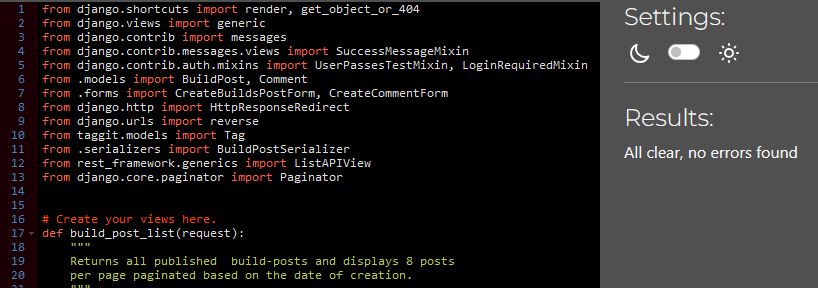 1 from django.shortcuts import render, get_object_or_404
2 from django.views import generic
3 from django.contrib import messages
4 from django.contrib.messages.views import SuccessMessageMixin
5 from django.contrib.auth.mixins import UserPassesTestMixin, LoginRequiredMixin
6 from .models import BuildPost, Comment
7 from .forms import CreateBuildsPostForm, CreateCommentForm
8 from django.http import HttpResponseRedirect
9 from django.urls import reverse
10 from taggit.models import Tag
11 from .serializers import BuildPostSerializer
12 from rest_framework.generics import ListAPIView
13 from django.core.paginator import Paginator
14
15
16 # Create your views here.
17 def build_post_list(request):
18     """
19     Returns all published  build-posts and displays 8 posts
20     per page paginated based on the date of creation.
21     """
Settings:
Results:
All clear, no errors found